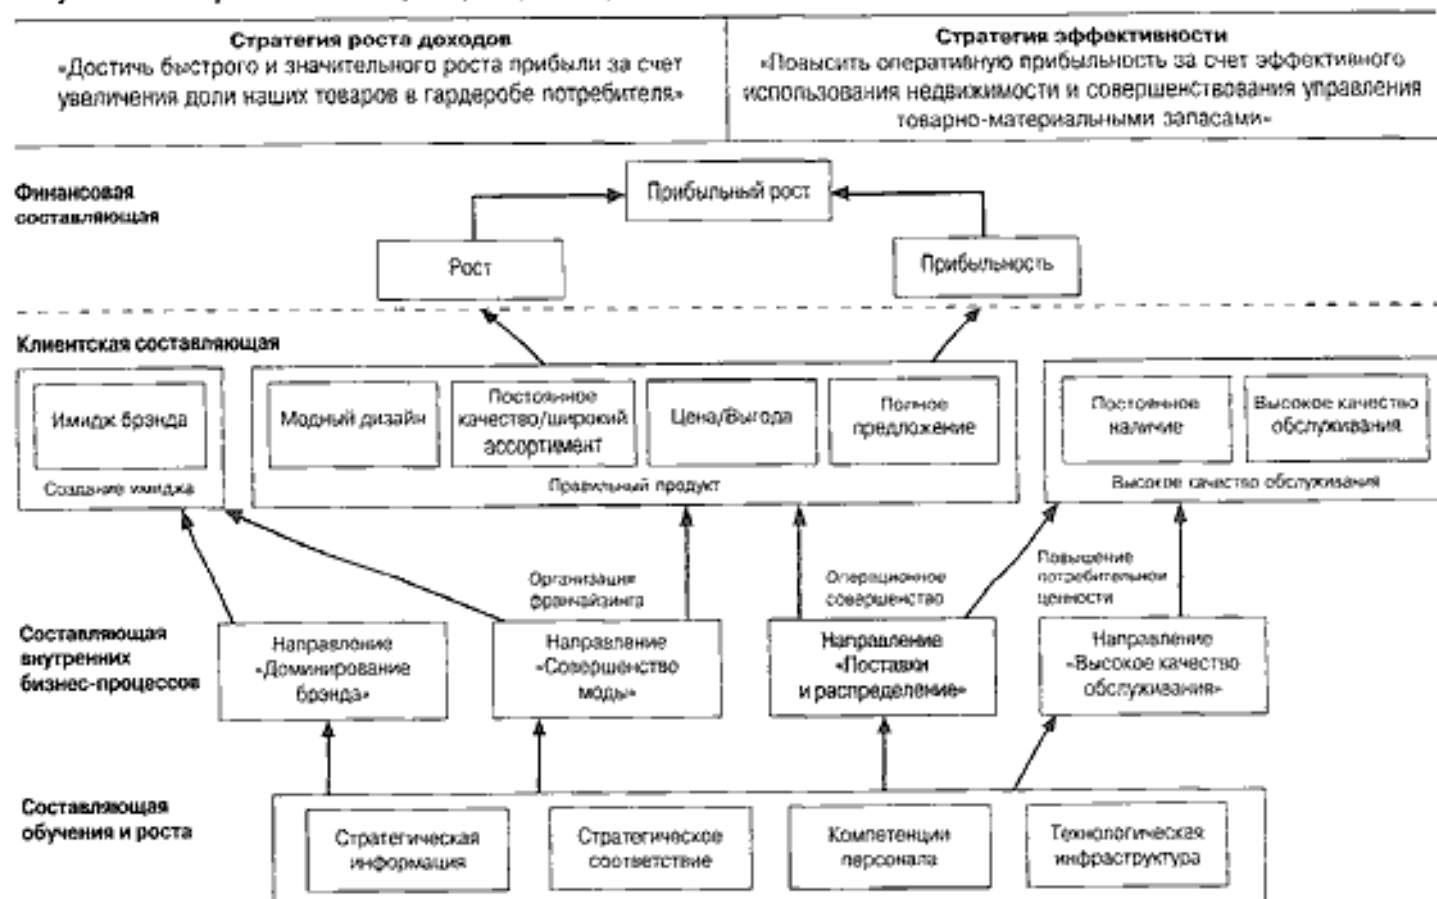 Стратегия роста доходов
«Достичь быстрого и значительного роста прибыли за счет
увеличения доли наших товаров в гардеробе потребителя»
Стратегия эффективности
«Повысить оперативную прибыльность за счет эффективного
использования недвижимости и совершенствования управления
товарно-материальными запасами»
Финансовая
составляющая
Прибыльный рост
Рост
Прибыльность
Клиентская составляющая
Имидж брэнда
Создание имиджа
Модный дизайн
Постоянное
качество/широкий
ассортимент
Цена/Выгода
Полное
предложение
Правильный продукт
Постоянное
наличие
Высокое качество
обслуживания
Высокое качество обслуживания
Организация
франчайзинга
Операционное
совершенство
Повышение
потребительной
ценности
Составляющая
внутренних
бизнес-процессов
Направление
«Доминирование
брэнда»
Направление
«Совершенство
моды»
Направление
«Поставки
и распределение»
Направление
«Высокое качество
обслуживания»
Составляющая
обучения и роста
Стратегическая
информация
Стратегическое
соответствие
Компетенции
персонала
Технологическая
инфраструктура